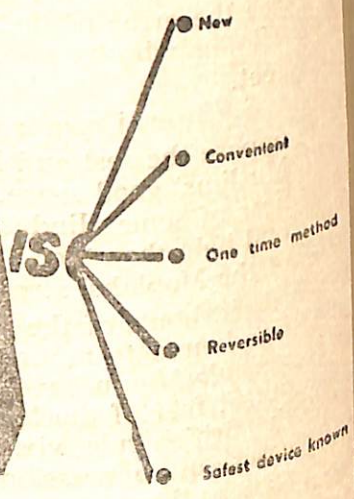 New
Convenient
IS
One time method
Reversible
Safest device known